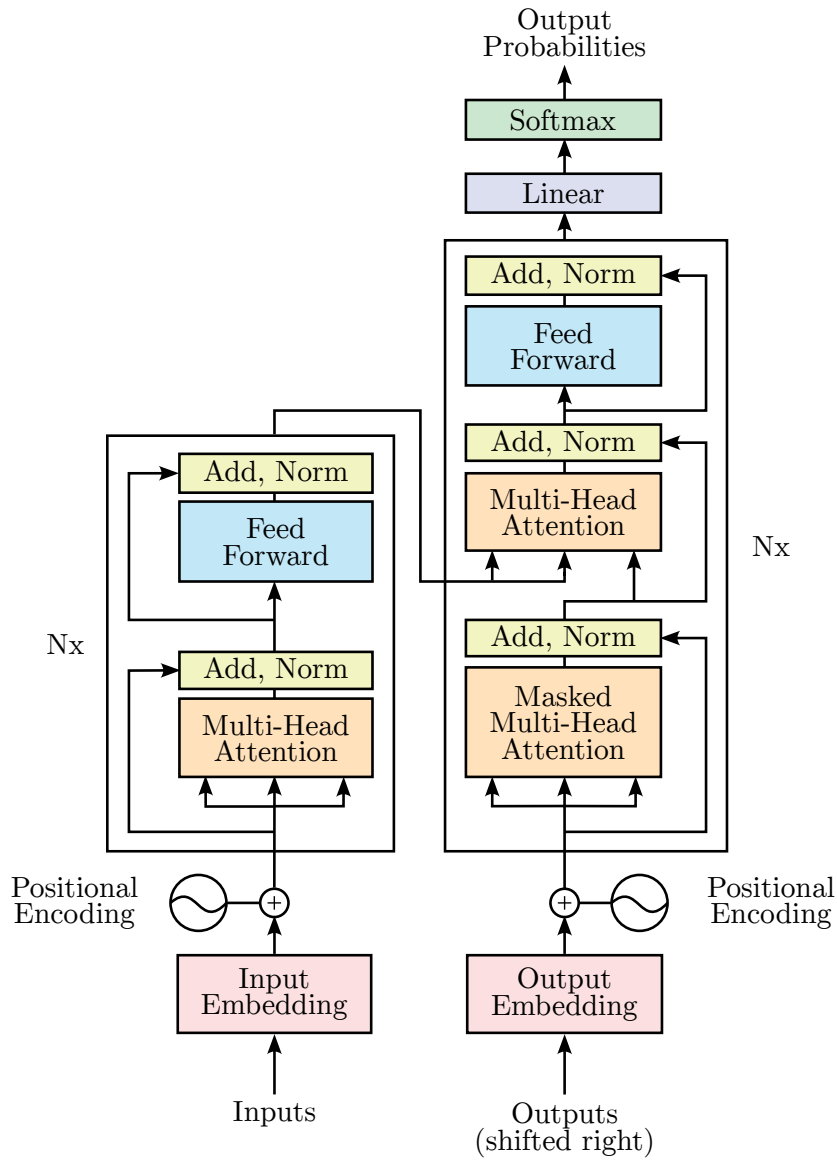 Output
Probabilities
Softmax
Linear
Add, Norm
Feed
Forward
Add, Norm
Multi-Head
Attention
Nx
Add, Norm
Masked
Multi-Head
Attention
Add, Norm
Feed
Forward
Nx
Add, Norm
Multi-Head
Attention
Positional
Encoding
+
+
Positional
Encoding
Input
Embedding
Output
Embedding
Inputs
Outputs
(shifted right)